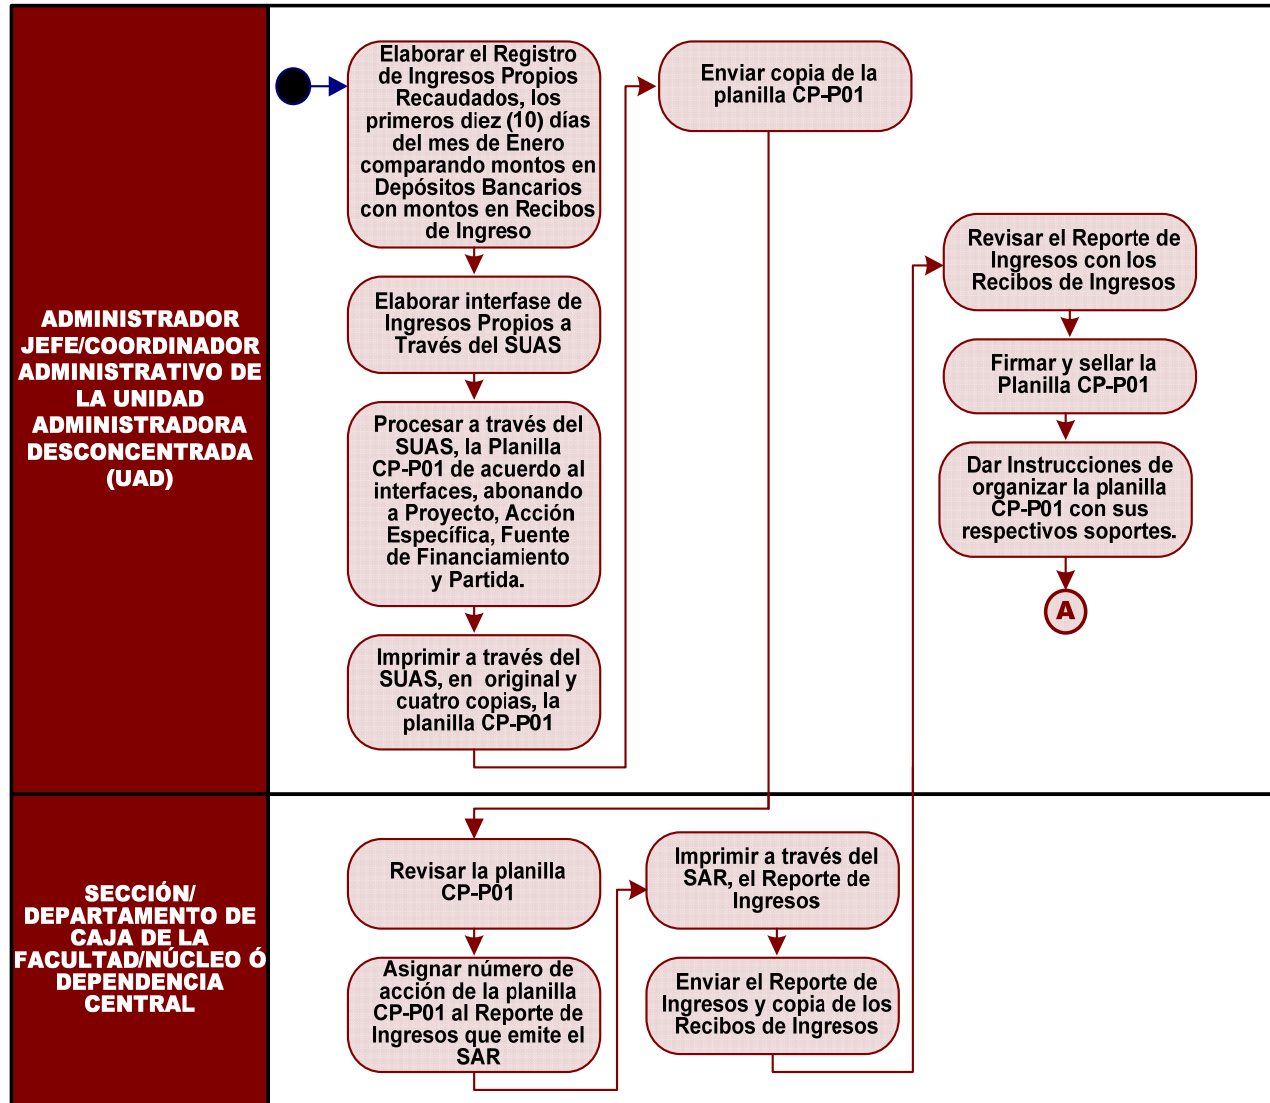 ADMINISTRADOR
JEFE/COORDINADOR
ADMINISTRATIVO DE
LA UNIDAD
ADMINISTRADORA
DESCONCENTRADA
(UAD)
Elaborar el Registro
de Ingresos Propios
Recaudados, los
primeros diez (10) días
del mes de Enero
comparando montos en
Depósitos Bancarios
con montos en Recibos
de Ingreso
Elaborar interfase de
Ingresos Propios a
Través del SUAS
Procesar a través del
SUAS, la Planilla
CP-P01 de acuerdo al
interfaces, abonando
a Proyecto, Acción
Específica, Fuente
de Financiamiento
y Partida.
Imprimir a través del
SUAS, en original y
cuatro copias, la
planilla CP-P01
Enviar copia de la
planilla CP-P01
Revisar el Reporte de
Ingresos con los
Recibos de Ingresos
Firmar y sellar la
Planilla CP-P01
Dar Instrucciones de
organizar la planilla
CP-P01 con sus
respectivos soportes.
A
SECCIÓN/
DEPARTAMENTO DE
CAJA DE LA
FACULTAD/NÚCLEO Ó
DEPENDENCIA
CENTRAL
Revisar la planilla
CP-P01
Asignar número de
acción de la planilla
CP-P01 al Reporte de
Ingresos que emite el
SAR
Imprimir a través del
SAR, el Reporte de
Ingresos
Enviar el Reporte de
Ingresos y copia de los
Recibos de Ingresos